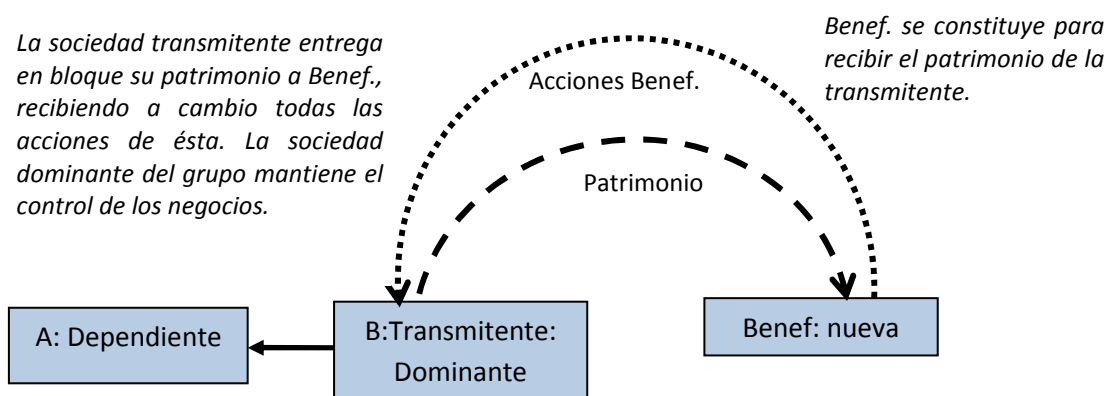 La sociedad transmitente entrega
en bloque su patrimonio a Benef.,
recibiendo a cambio todas las
acciones de ésta. La sociedad
dominante del grupo mantiene el
control de los negocios.
Benef. se constituye para
recibir el patrimonio de la
transmitente.
Acciones Benef.
Patrimonio
A: Dependiente
B:Transmitente:
Dominante
Benef: nueva